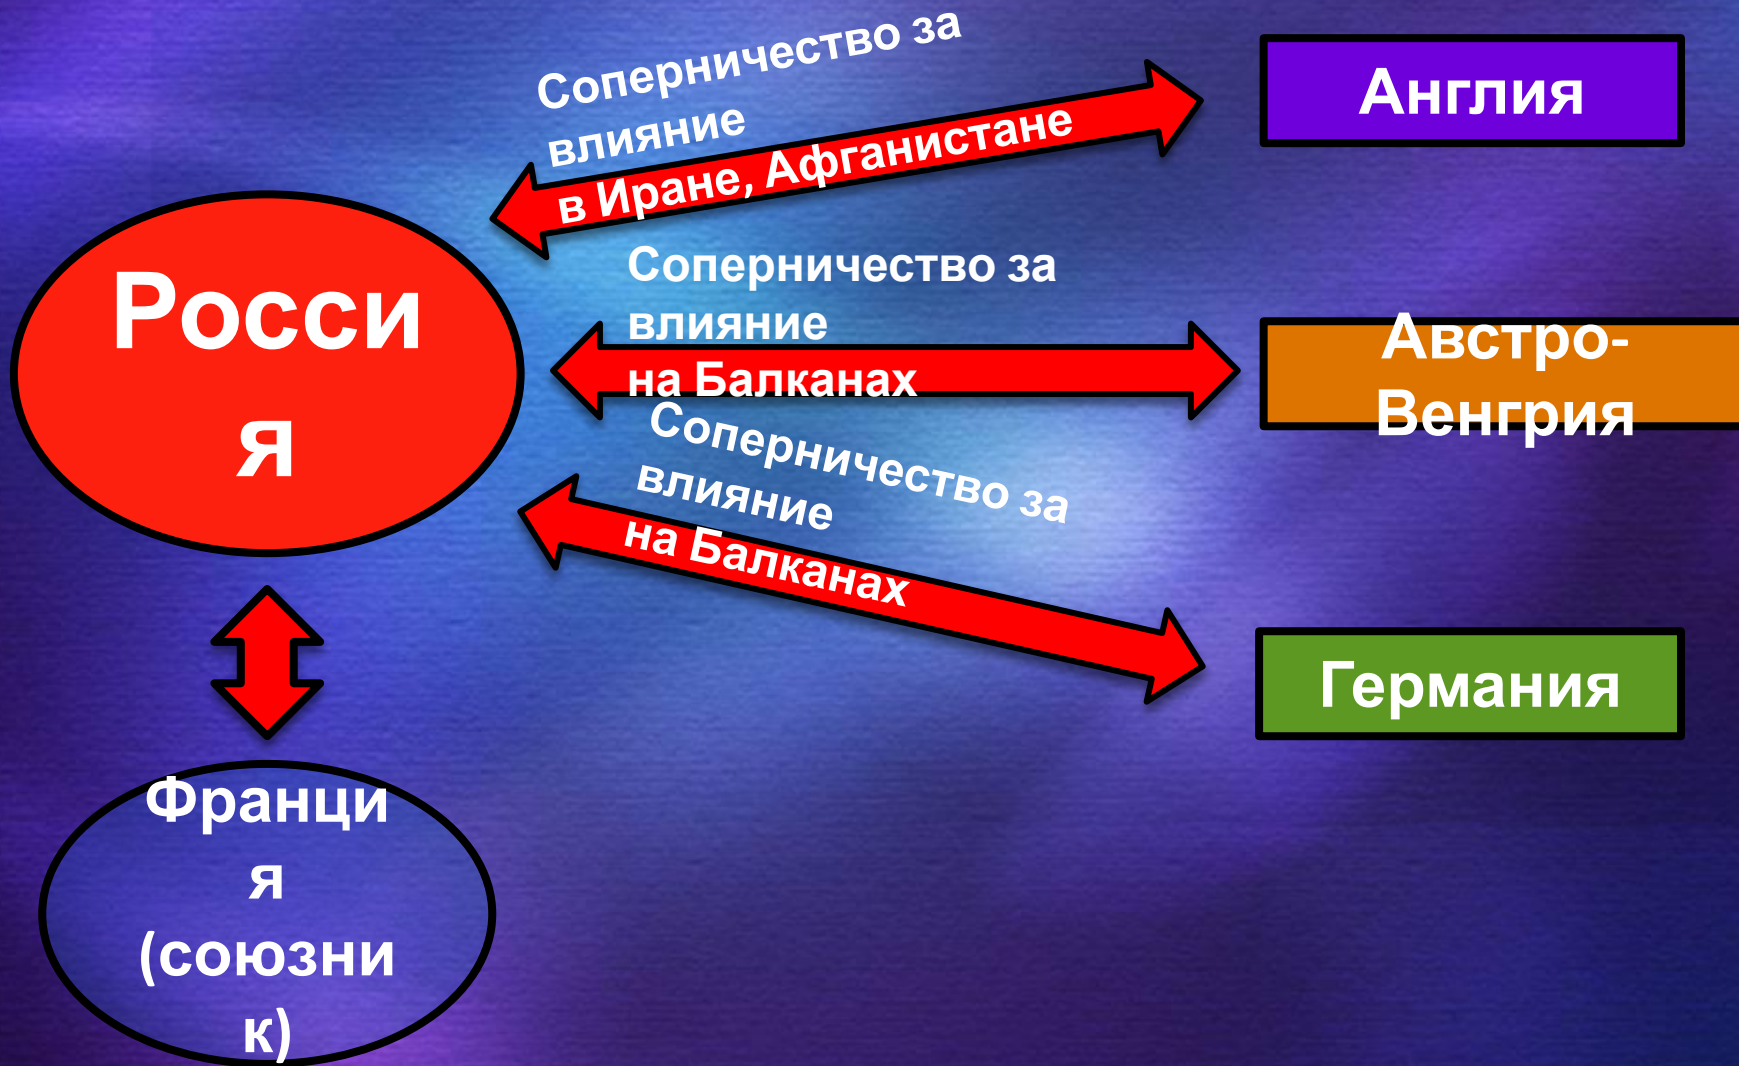 Соперничество за
влияние
в Иране, Афганистане
Англия
Росси
я
Соперничество за
влияние
на Балканах
Австро-
Венгрия
Соперничество за
влияние
на Балканах
Германия
Франци
я
(союзни
к)